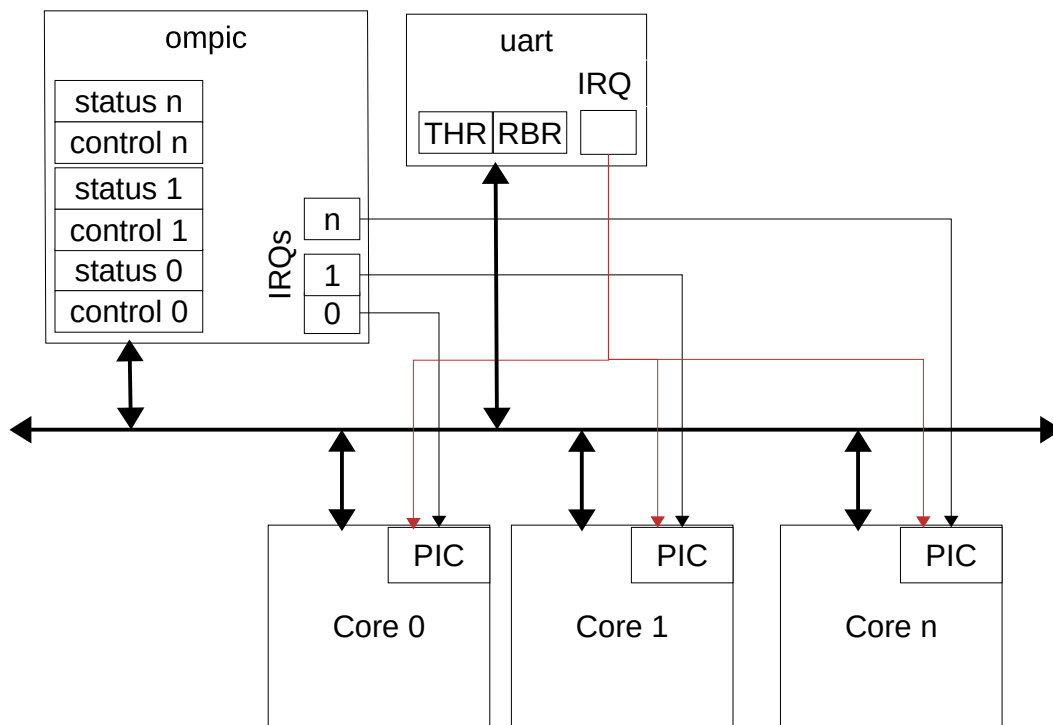 ompic
status n
control n
status 1
control 1
status 0
control 0
IRQs
n
1
0
uart
IRQ
THR RBR
PIC
Core 0
PIC
Core 1
PIC
Core n